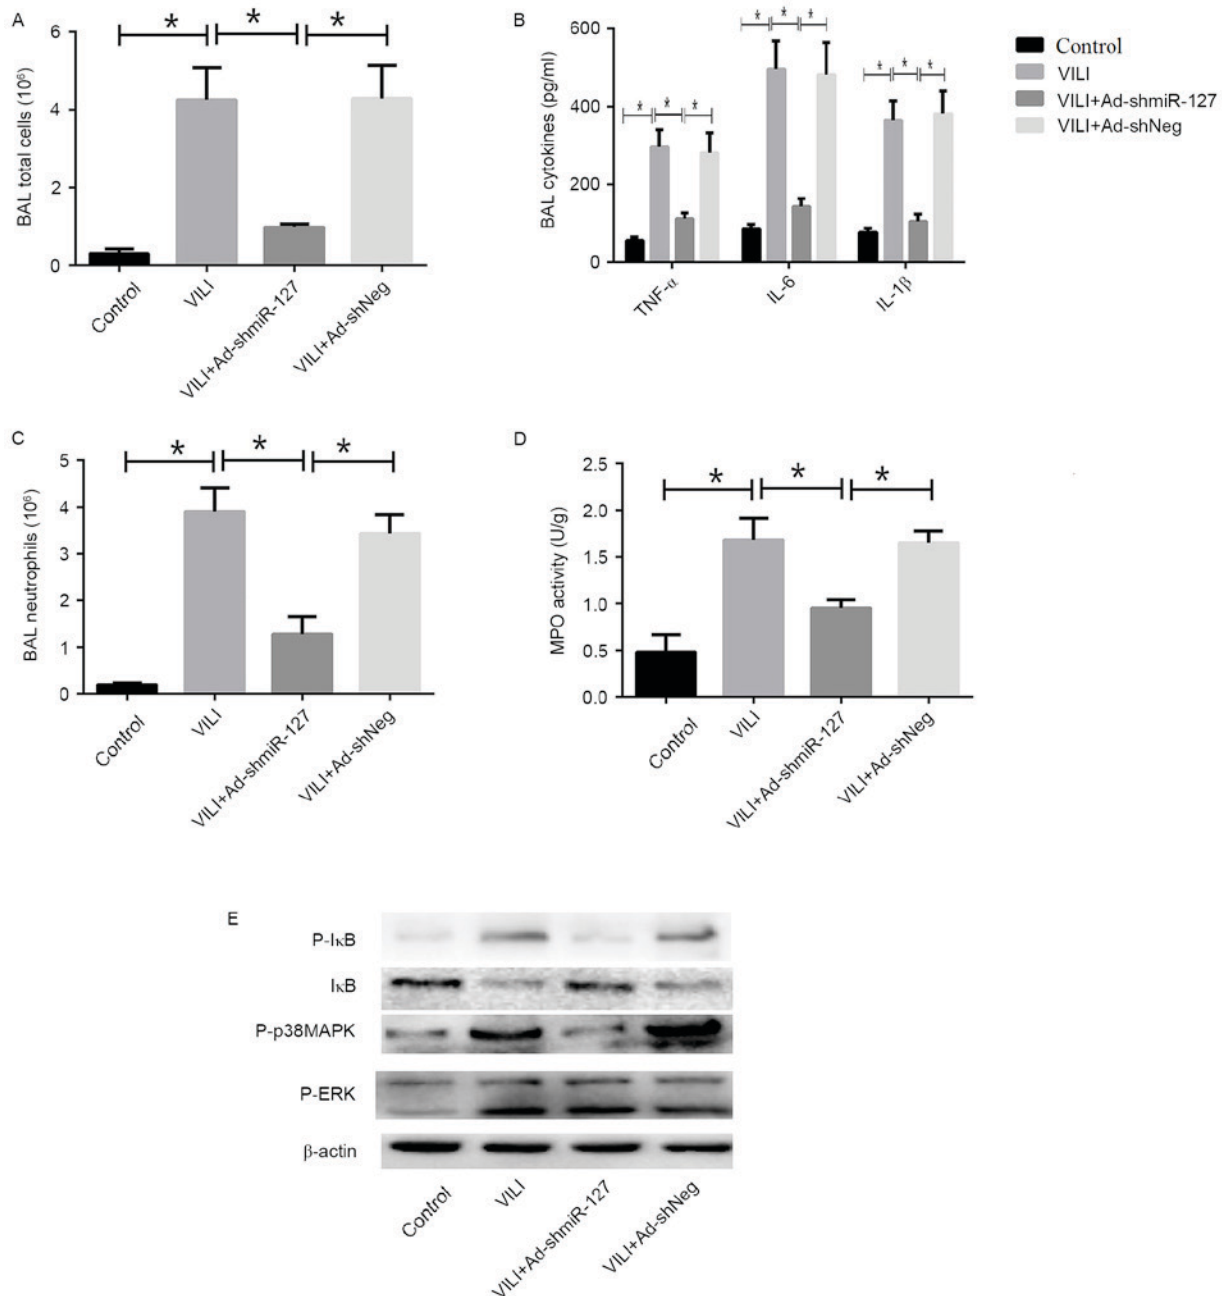 A
BAL total cells (10⁶)
6
4
2
0
* * *
Control
VILI
VILI+Ad-shmiR-127
VILI+Ad-shNeg
B
BAL cytokines (pg/ml)
600
400
200
0
* * *
* * *
* * *
TNF-α
IL-6
IL-1β
Control
VILI
VILI+Ad-shmiR-127
VILI+Ad-shNeg
C
BAL neutrophils (10⁶)
5
4
3
2
1
0
* * *
Control
VILI
VILI+Ad-shmiR-127
VILI+Ad-shNeg
D
MPO activity (U/g)
2.5
2.0
1.5
1.0
0.5
0.0
* * *
Control
VILI
VILI+Ad-shmiR-127
VILI+Ad-shNeg
E
P-IκB
IκB
P-p38MAPK
P-ERK
β-actin
Control
VILI
VILI+Ad-shmiR-127
VILI+Ad-shNeg